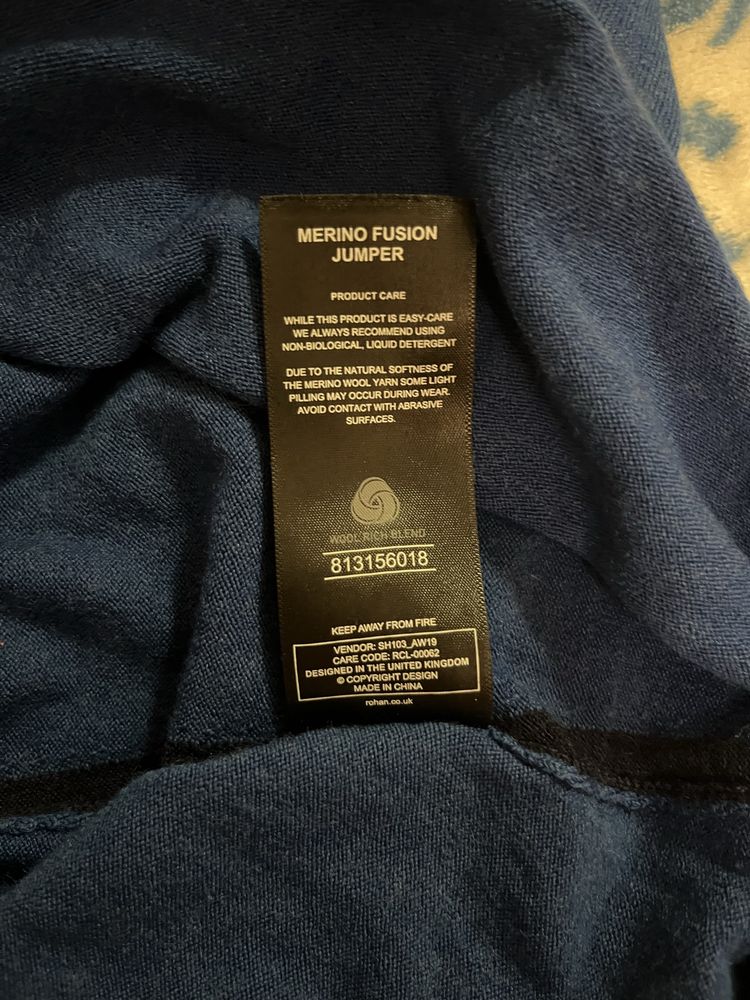 MERINO FUSION
JUMPER
PRODUCT CARE
WHILE THIS PRODUCT IS EASY-CARE
WE ALWAYS RECOMMEND USING
NON-BIOLOGICAL, LIQUID DETERGENT
DUE TO THE NATURAL SOFTNESS OF
THE MERINO WOOL YARN SOME LIGHT
PILLING MAY OCCUR DURING WEAR.
AVOID CONTACT WITH ABRASIVE
SURFACES.
WOOL RICH BLEND
813156018
KEEP AWAY FROM FIRE
VENDOR: SH103_AW19
CARE CODE: RCL-00062
DESIGNED IN THE UNITED KINGDOM
© COPYRIGHT DESIGN
MADE IN CHINA
rohan.co.uk